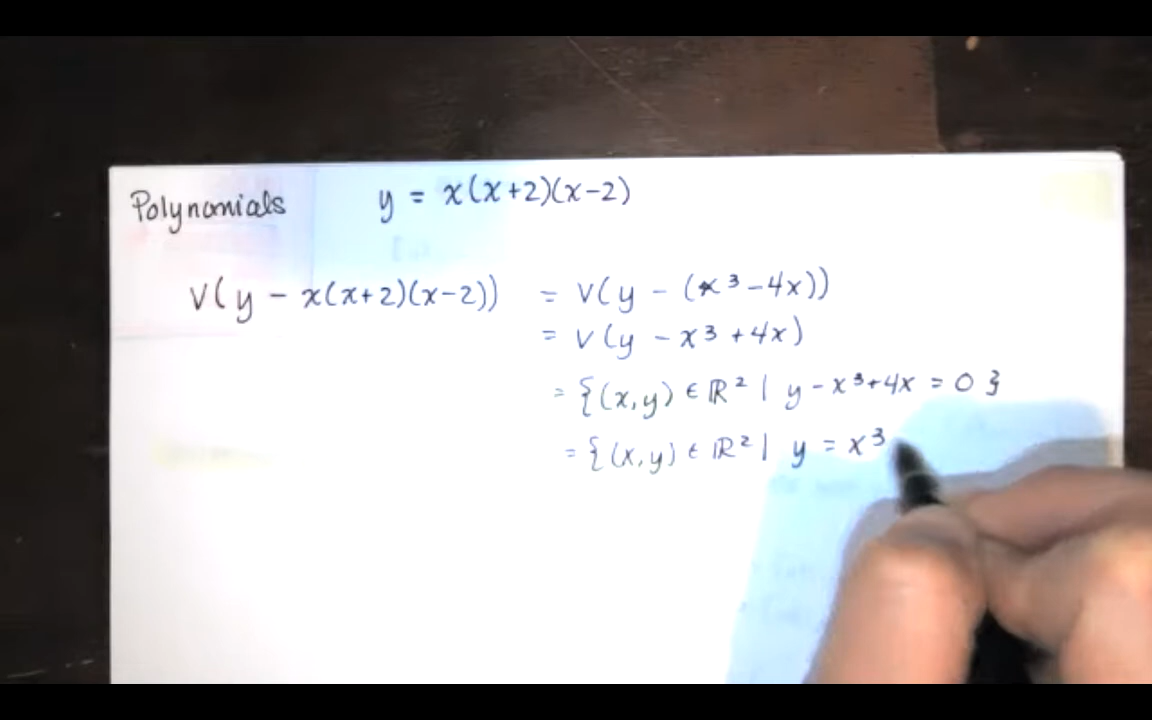 Polynomials y = x(x+2)(x-2)
V(y - x(x+2)(x-2)) = V(y - (x³-4x))
= V(y - x³ + 4x)
= {(x,y) ∈ ℝ² | y - x³+4x = 0}
= {(x,y) ∈ ℝ² | y = x³